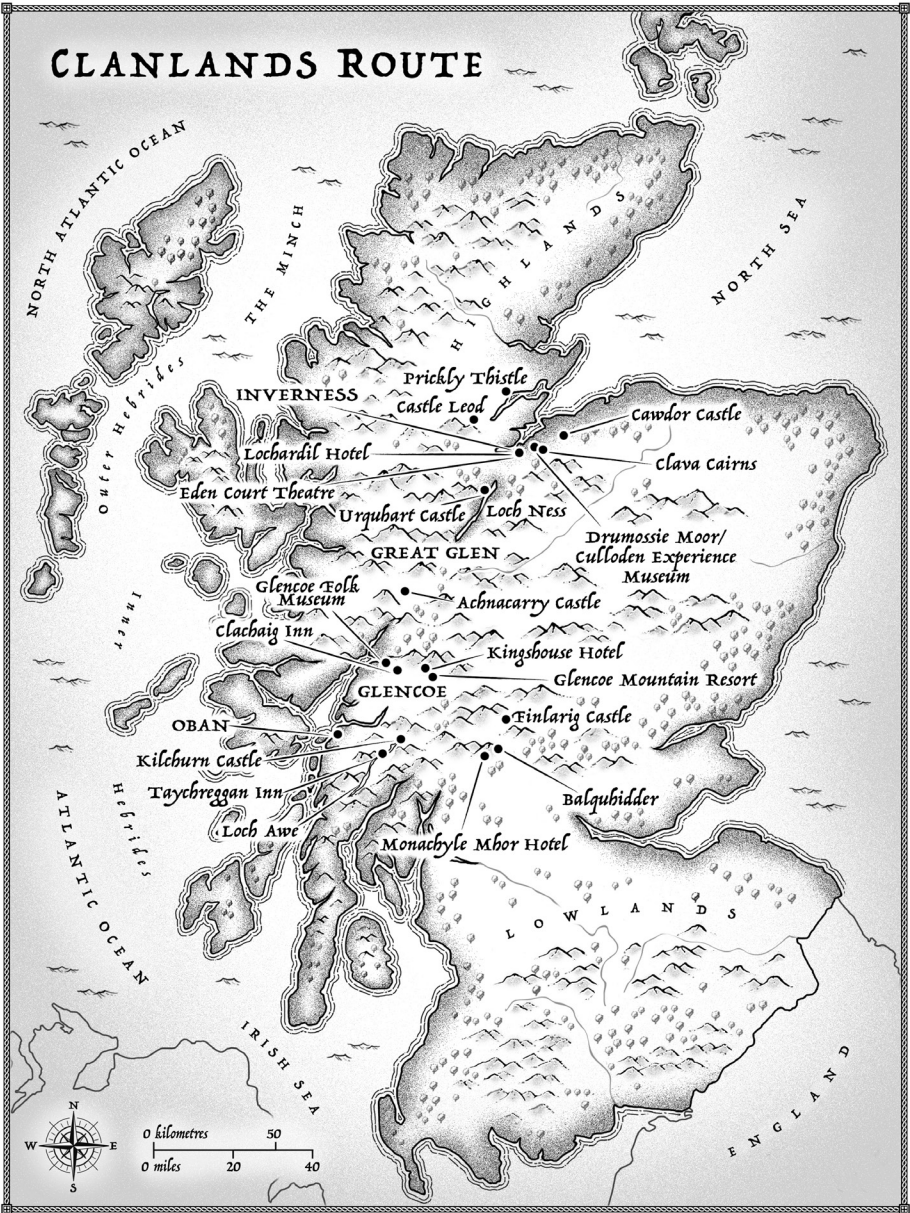 CLANLANDS ROUTE
NORTH ATLANTIC OCEAN
THE MINCH
NORTH SEA
HIGHLANDS
Outer Hebrides
Prickly Thistle
INVERNESS
Castle Leod
Cawdor Castle
Lochardil Hotel
Clava Cairns
Eden Court Theatre
Urquhart Castle
Loch Ness
Drumossie Moor/
Culloden Experience
Museum
GREAT GLEN
Glencoe Folk
Museum
Achnacarry Castle
Inner
Clachaig Inn
Kingshouse Hotel
Glencoe Mountain Resort
GLENCOE
Finlarig Castle
OBAN
Kilchurn Castle
Taychreggan Inn
Balquhidder
Hebrides
Loch Awe
Monachyle Mhor Hotel
ATLANTIC OCEAN
LOWLANDS
IRISH SEA
ENGLAND
N
W
E
S
0 kilometres 50
0 miles 20 40